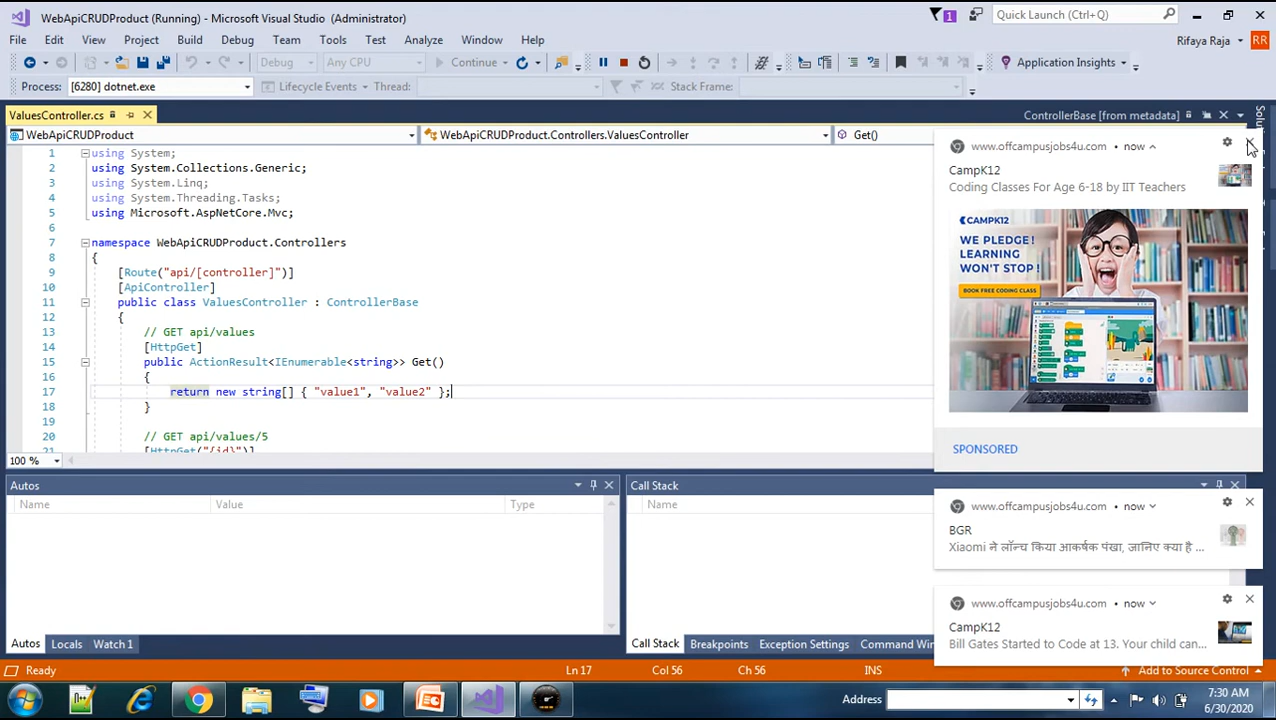 WebApiCRUDProduct (Running) - Microsoft Visual Studio (Administrator)
1
Quick Launch (Ctrl+Q)
File Edit View Project Build Debug Team Tools Test Analyze Window Help
Rifaya Raja RR
Debug Any CPU Continue Application Insights
Process: [6280] dotnet.exe Lifecycle Events Thread: Stack Frame:
ValuesController.cs ControllerBase [from metadata]
WebApiCRUDProduct WebApiCRUDProduct.Controllers.ValuesController Get()
1 using System;
2 using System.Collections.Generic;
3 using System.Linq;
4 using System.Threading.Tasks;
5 using Microsoft.AspNetCore.Mvc;
6
7 namespace WebApiCRUDProduct.Controllers
8 {
9 [Route("api/[controller]")]
10 [ApiController]
11 public class ValuesController : ControllerBase
12 {
13 // GET api/values
14 [HttpGet]
15 public ActionResult<IEnumerable<string>> Get()
16 {
17 return new string[] { "value1", "value2" };
18 }
19
20 // GET api/values/5
21 [HttpGet("{id}")]
100 %
www.offcampusjobs4u.com • now
CampK12
Coding Classes For Age 6-18 by IIT Teachers
CAMPK12
WE PLEDGE!
LEARNING
WON'T STOP!
BOOK FREE CODING CLASS
SPONSORED
www.offcampusjobs4u.com • now
BGR
Xiaomi ने लॉन्च किया आकर्षक पंखा, जानिए क्या है ...
www.offcampusjobs4u.com • now
CampK12
Bill Gates Started to Code at 13. Your child can...
Autos
Name Value Type
Autos Locals Watch 1
Call Stack
Name
Call Stack Breakpoints Exception Settings Command Win
Ready Ln 17 Col 56 Ch 56 INS Add to Source Control
Address
7:30 AM
6/30/2020